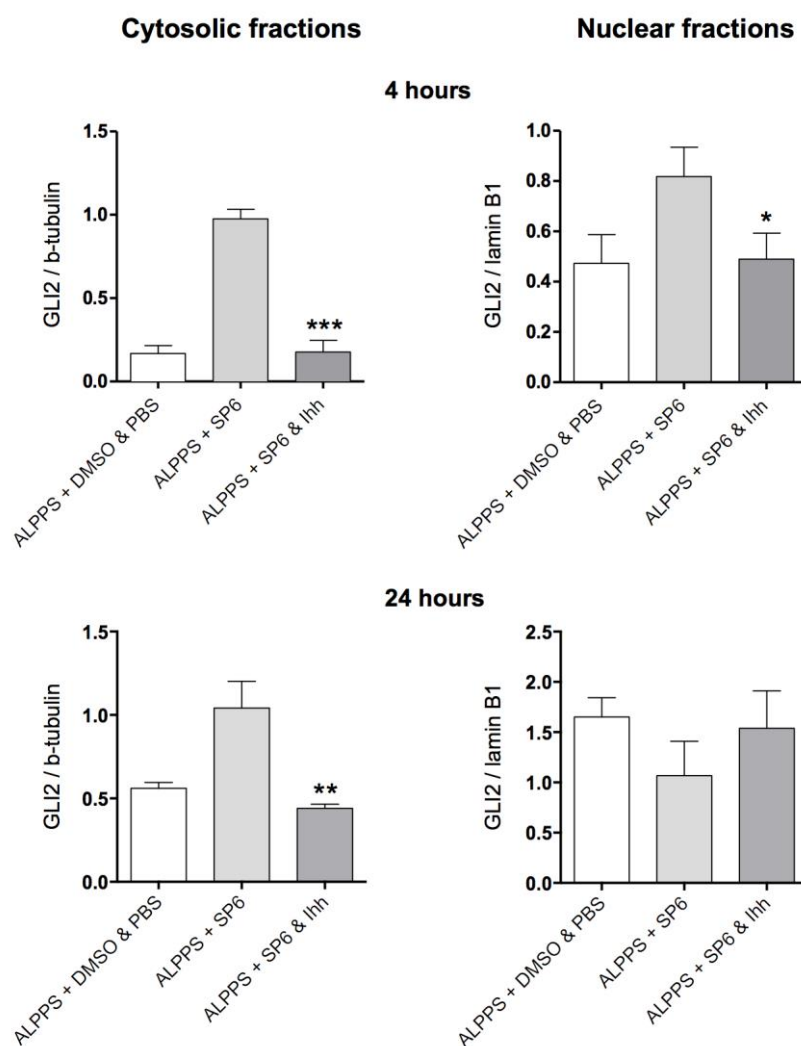 Cytosolic fractions
Nuclear fractions
4 hours
GLI2 / b-tubulin
1.5
1.0
0.5
0.0
***
ALPPS + DMSO & PBS
ALPPS + SP6
ALPPS + SP6 & Ihh
GLI2 / lamin B1
1.0
0.8
0.6
0.4
0.2
0.0
*
ALPPS + DMSO & PBS
ALPPS + SP6
ALPPS + SP6 & Ihh
24 hours
GLI2 / b-tubulin
1.5
1.0
0.5
0.0
**
ALPPS + DMSO & PBS
ALPPS + SP6
ALPPS + SP6 & Ihh
GLI2 / lamin B1
2.5
2.0
1.5
1.0
0.5
0.0
ALPPS + DMSO & PBS
ALPPS + SP6
ALPPS + SP6 & Ihh